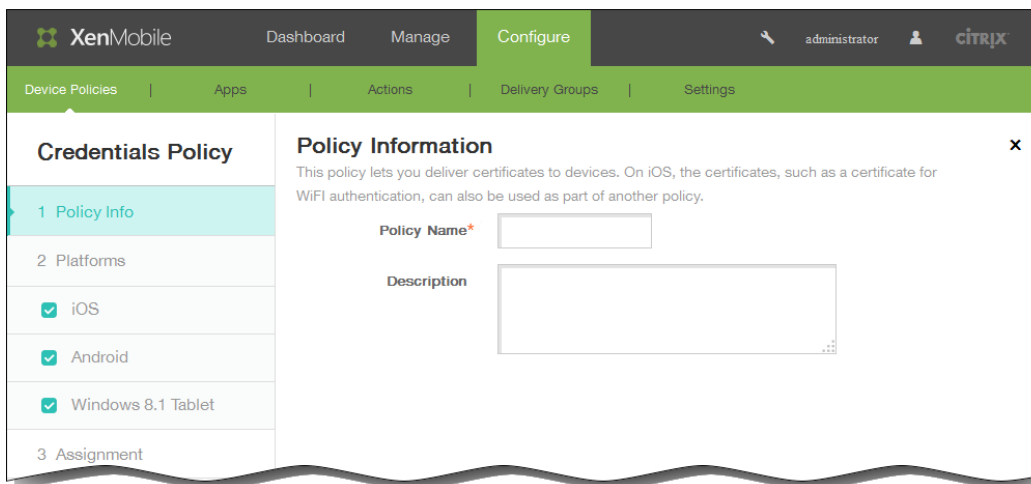 XenMobile Dashboard Manage Configure administrator CİTRIX
Device Policies | Apps | Actions | Delivery Groups | Settings
Credentials Policy
1 Policy Info
2 Platforms
iOS
Android
Windows 8.1 Tablet
3 Assignment
Policy Information
This policy lets you deliver certificates to devices. On iOS, the certificates, such as a certificate for
WiFI authentication, can also be used as part of another policy.
Policy Name*
Description
x